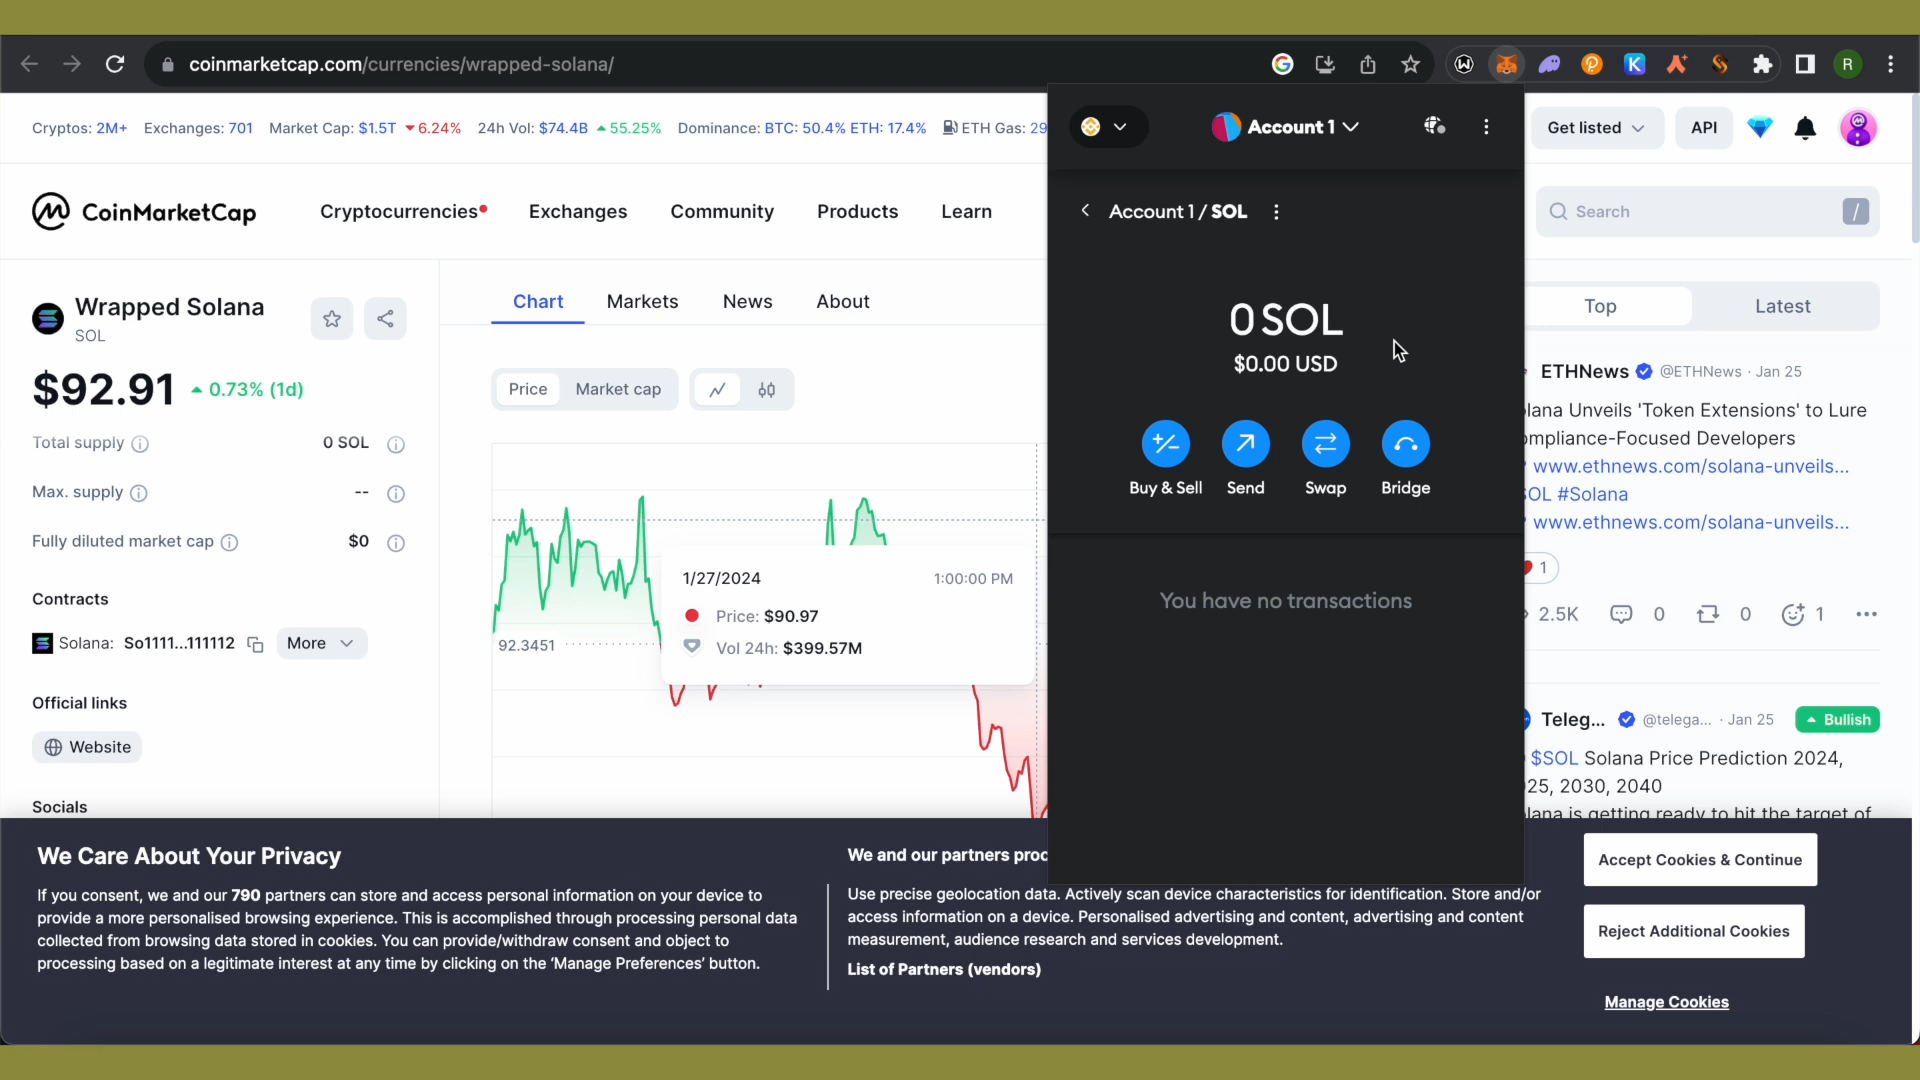 coinmarketcap.com/currencies/wrapped-solana/
R
Cryptos: 2M+ Exchanges: 701 Market Cap: $1.5T 6.24% 24h Vol: $74.4B 55.25% Dominance: BTC: 50.4% ETH: 17.4% ETH Gas: 29
Account 1
Get listed API
CoinMarketCap
Cryptocurrencies Exchanges Community Products Learn
Account 1 / SOL
Search /
Wrapped Solana
SOL
$92.91 0.73% (1d)
Total supply 0 SOL
Max. supply --
Fully diluted market cap $0
Contracts
Solana: So1111...111112 More
Official links
Website
Socials
Chart Markets News About
Price Market cap
92.3451
1/27/2024 1:00:00 PM
Price: $90.97
Vol 24h: $399.57M
0 SOL
$0.00 USD
Buy & Sell Send Swap Bridge
You have no transactions
Top Latest
ETHNews @ETHNews · Jan 25
lana Unveils 'Token Extensions' to Lure
ompliance-Focused Developers
www.ethnews.com/solana-unveils...
OL #Solana
www.ethnews.com/solana-unveils...
1
2.5K 0 0 1
Teleg... @telega... · Jan 25 Bullish
$SOL Solana Price Prediction 2024,
25, 2030, 2040
lana is getting ready to hit the target of
We Care About Your Privacy
If you consent, we and our 790 partners can store and access personal information on your device to
provide a more personalised browsing experience. This is accomplished through processing personal data
collected from browsing data stored in cookies. You can provide/withdraw consent and object to
processing based on a legitimate interest at any time by clicking on the ‘Manage Preferences’ button.
We and our partners proc
Use precise geolocation data. Actively scan device characteristics for identification. Store and/or
access information on a device. Personalised advertising and content, advertising and content
measurement, audience research and services development.
List of Partners (vendors)
Accept Cookies & Continue
Reject Additional Cookies
Manage Cookies